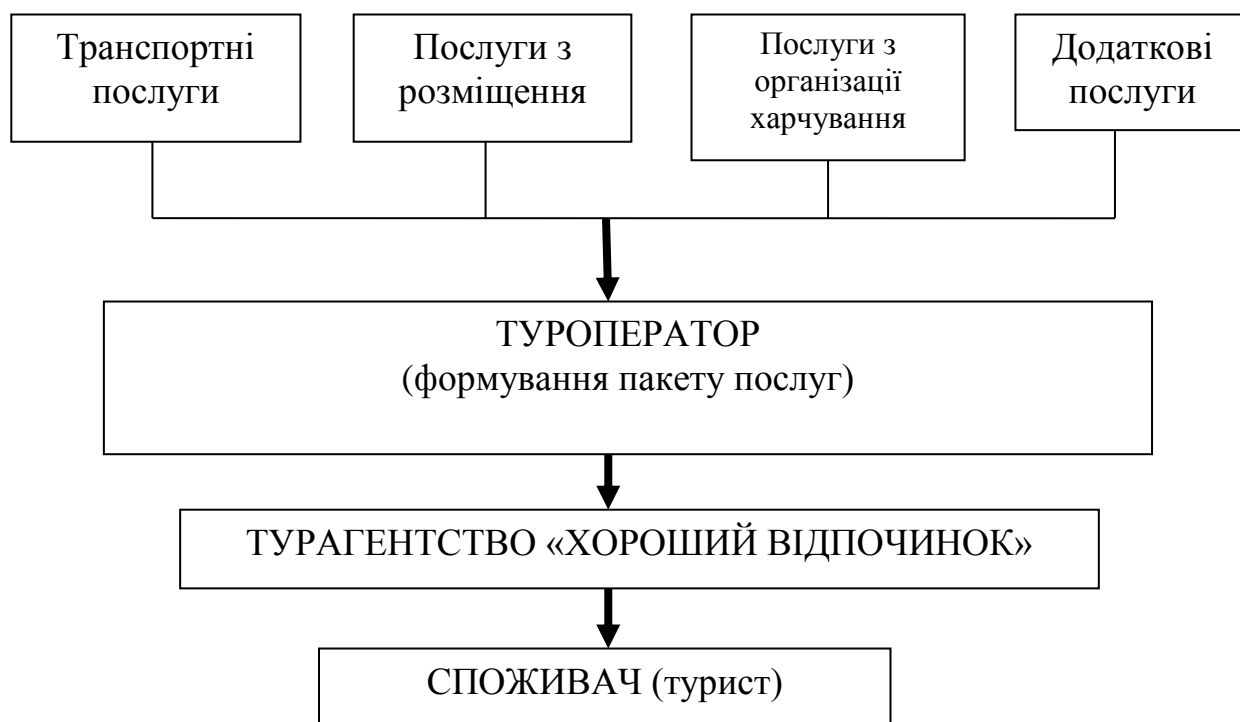 Транспортні
послуги
Послуги з
розміщення
Послуги з
організації
харчування
Додаткові
послуги
ТУРОПЕРАТОР
(формування пакету послуг)
ТУРАГЕНТСТВО «ХОРОШИЙ ВІДПОЧИНОК»
СПОЖИВАЧ (турист)